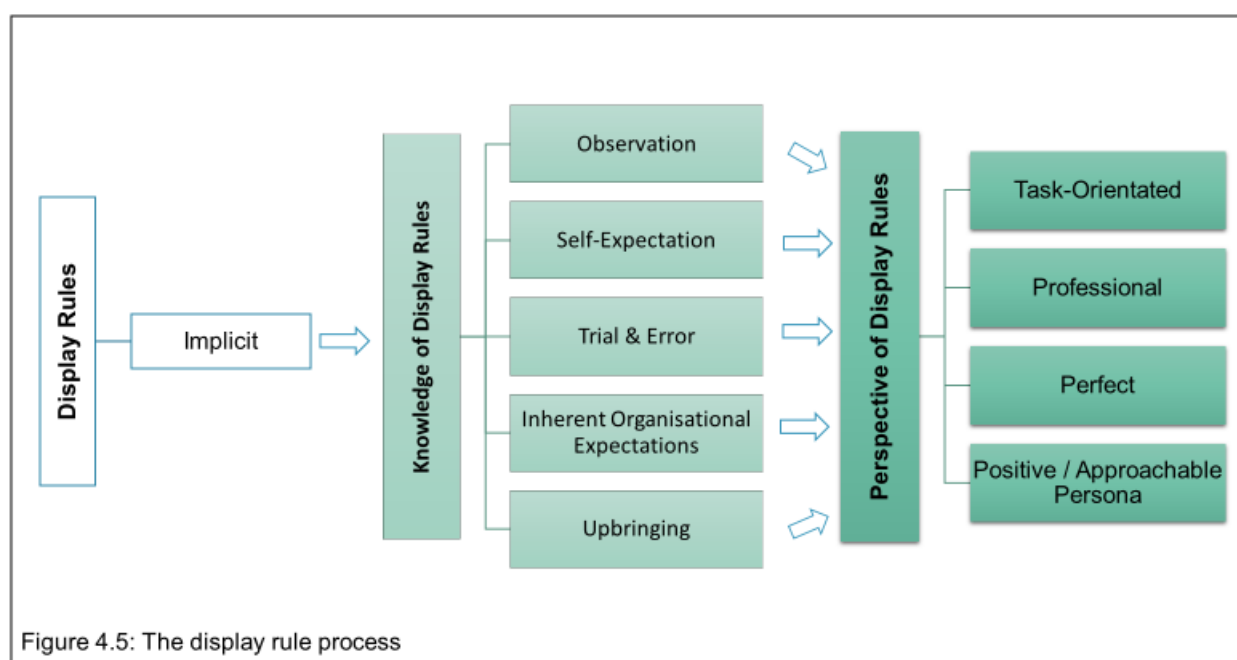 Display Rules
Implicit
Knowledge of Display Rules
Observation
Self-Expectation
Trial & Error
Inherent Organisational
Expectations
Upbringing
Perspective of Display Rules
Task-Orientated
Professional
Perfect
Positive / Approachable
Persona
Figure 4.5: The display rule process